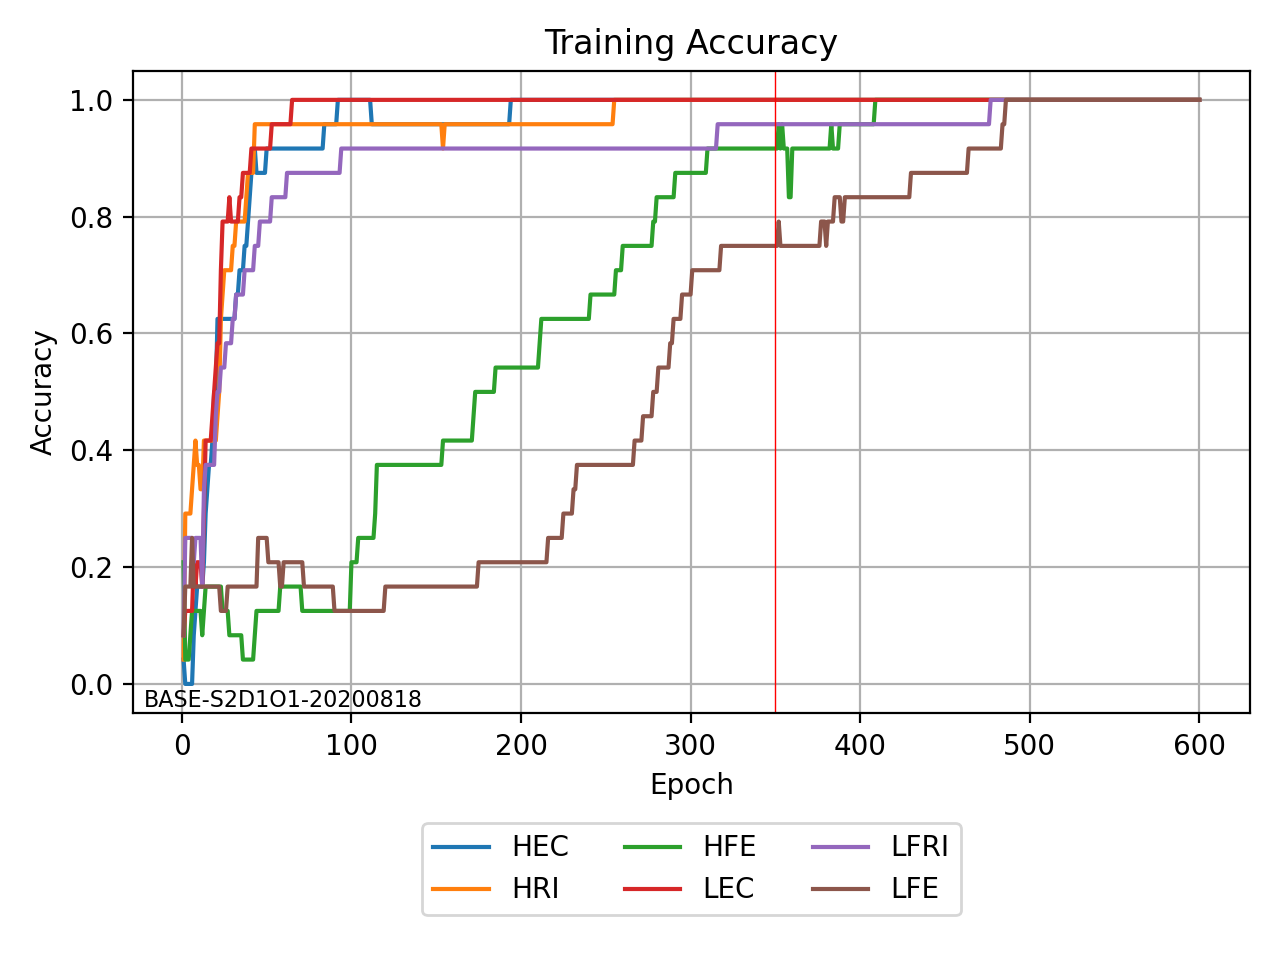 Training Accuracy
1.0
0.8
0.6
0.4
0.2
0.0
Accuracy
BASE-S2D1O1-20200818
0 100 200 300 400 500 600
Epoch
HEC HFE LFRI
HRI LEC LFE